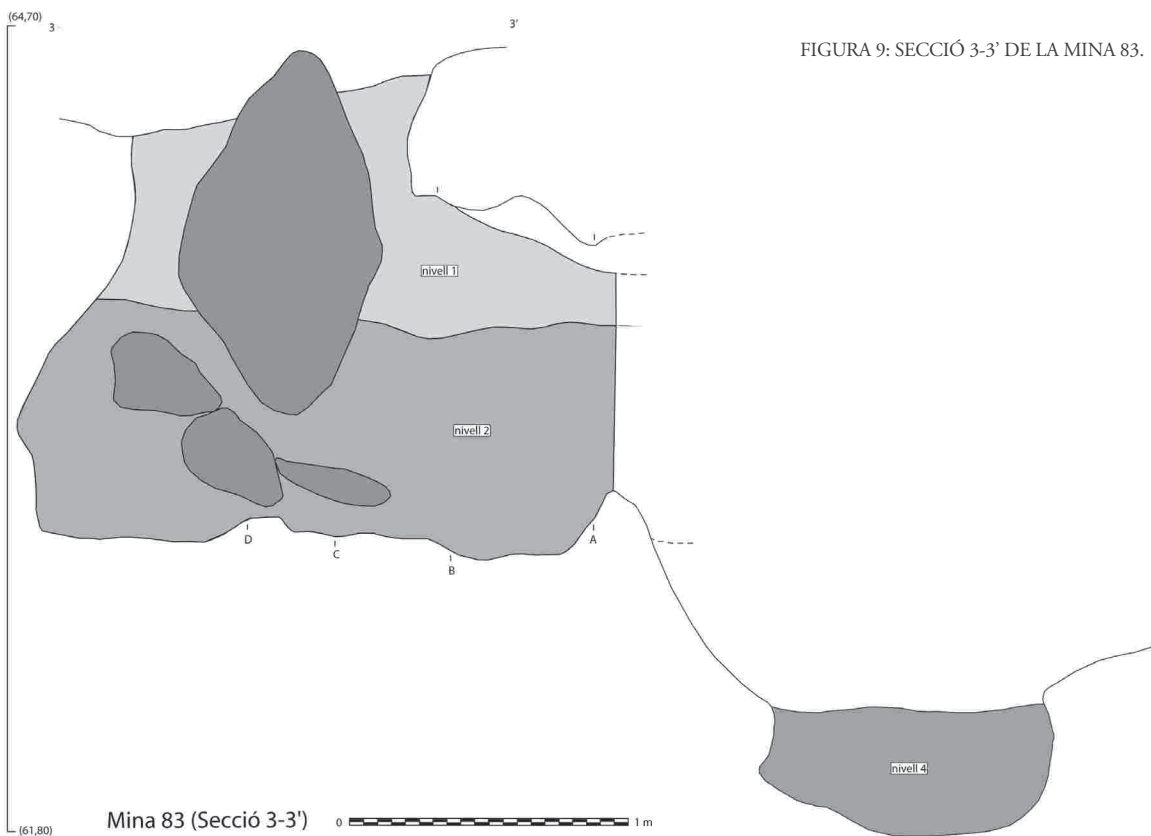 (64,70)
3
3'
FIGURA 9: SECCIÓ 3-3’ DE LA MINA 83.
nivell 1
nivell 2
D
C
B
A
nivell 4
Mina 83 (Secció 3-3')
0
1 m
(61,80)